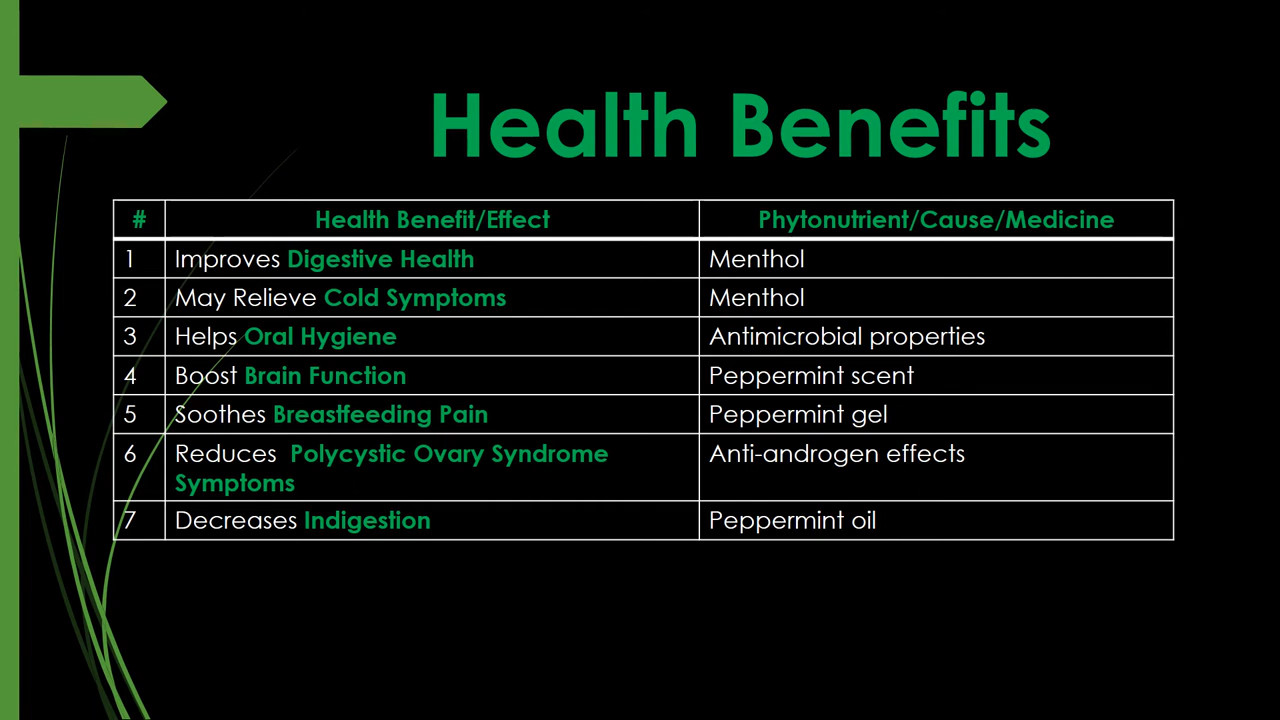 Health Benefits
# Health Benefit/Effect Phytonutrient/Cause/Medicine
1 Improves Digestive Health Menthol
2 May Relieve Cold Symptoms Menthol
3 Helps Oral Hygiene Antimicrobial properties
4 Boost Brain Function Peppermint scent
5 Soothes Breastfeeding Pain Peppermint gel
6 Reduces Polycystic Ovary Syndrome Anti-androgen effects
Symptoms
7 Decreases Indigestion Peppermint oil